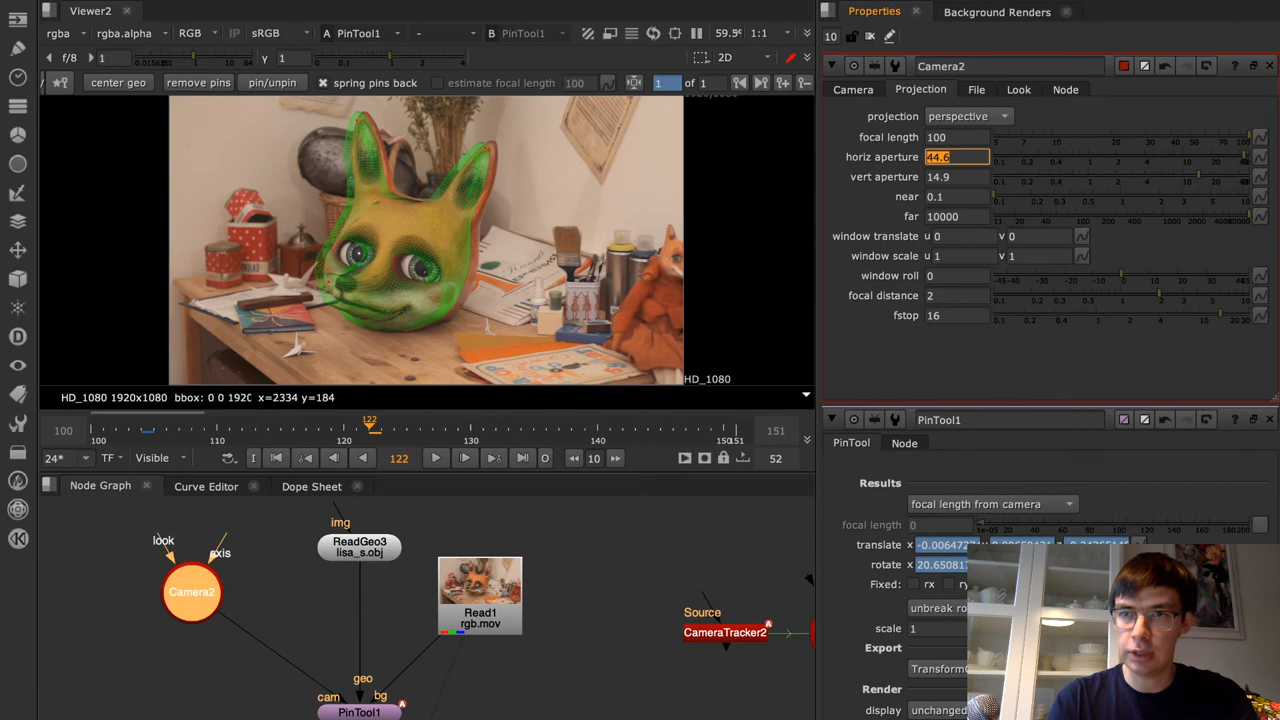 Viewer2
rgba rgba.alpha RGB IP sRGB A PinTool1 - B PinTool1 59.5% 1:1
f/8 1 y 1 2D
center geo remove pins pin/unpin spring pins back estimate focal length 100 1 of 1
HD_1080
HD_1080 1920x1080 bbox: 0 0 1920 x=2334 y=184
122
100 100 110 120 130 140 150 151 151
24* TF Visible I 122 O 10 52
Node Graph Curve Editor Dope Sheet
look axis
Camera2
img
ReadGeo3
lisa_s.obj
Read1
rgb.mov
Source
CameraTracker2
cam geo bg
PinTool1
Properties Background Renders
10
Camera2
Camera Projection File Look Node
projection perspective
focal length 100
horiz aperture 44.6
vert aperture 14.9
near 0.1
far 10000
window translate u 0 v 0
window scale u 1 v 1
window roll 0
focal distance 2
fstop 16
PinTool1
PinTool Node
Results
focal length from camera
focal length 0
translate x
rotate x 20.650817
Fixed: rx
unbreak
scale 1
Export
Render
display unchanged